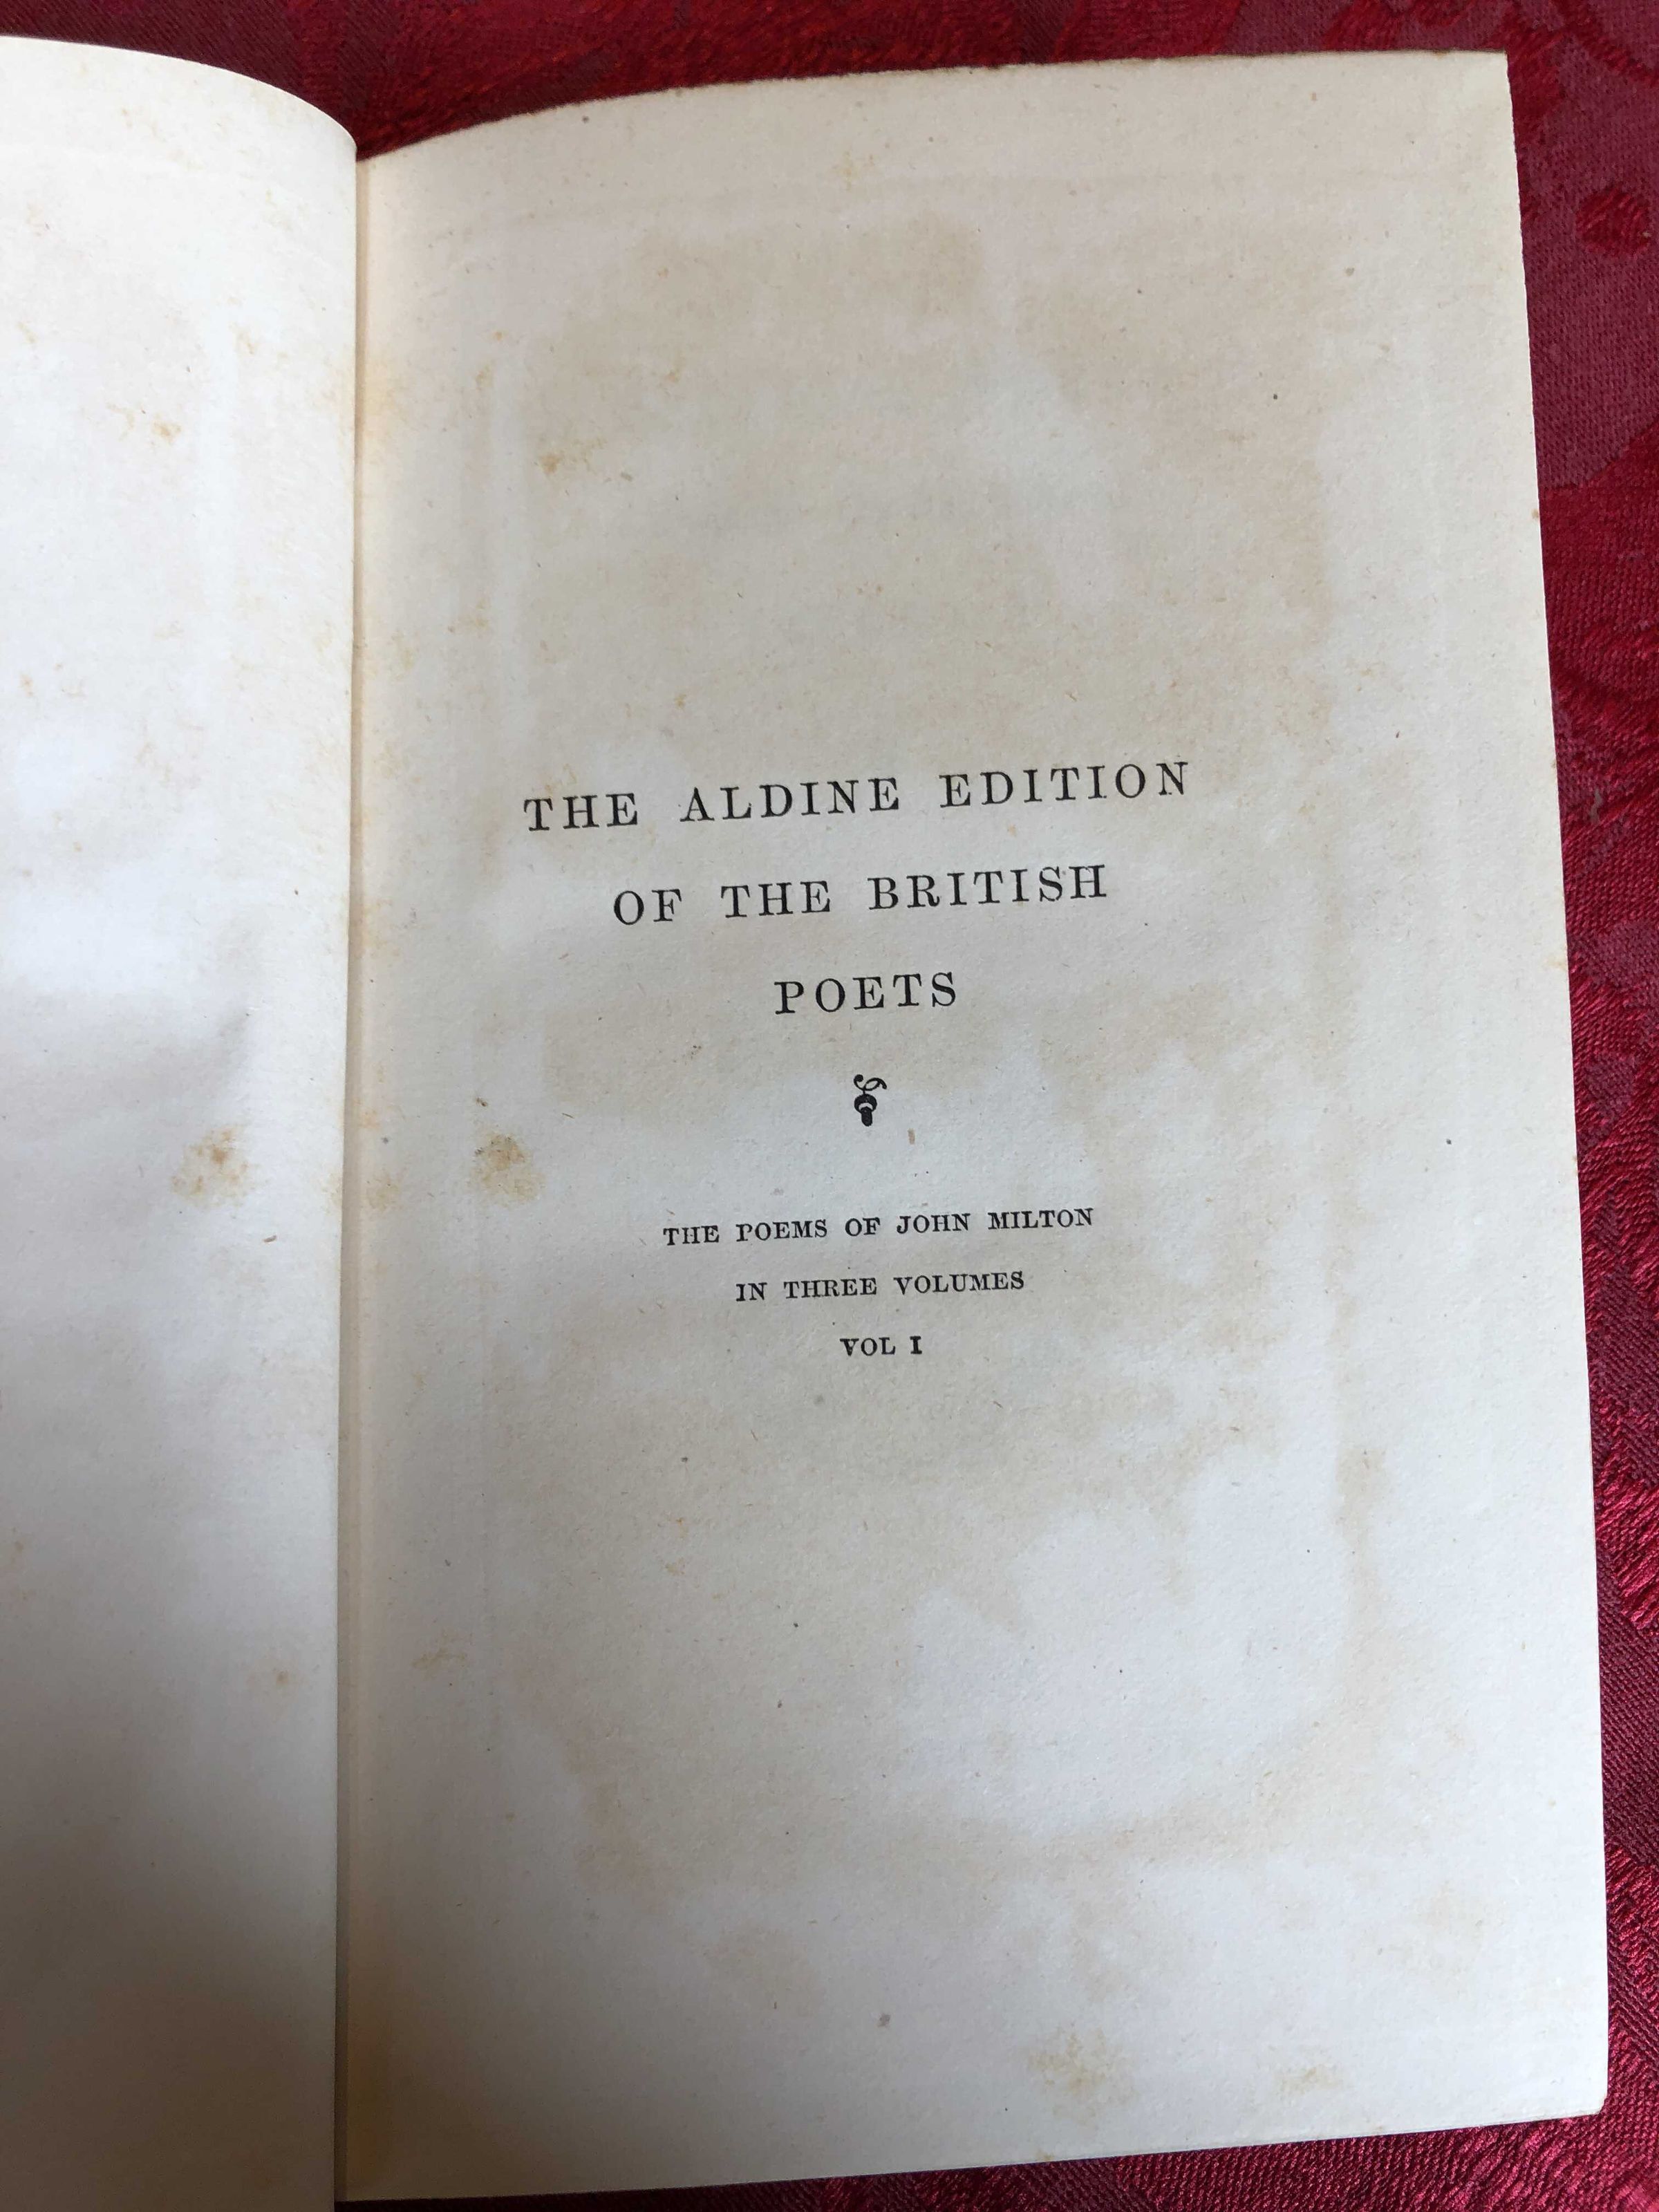 THE ALDINE EDITION
OF THE BRITISH
POETS
THE POEMS OF JOHN MILTON
IN THREE VOLUMES
VOL I